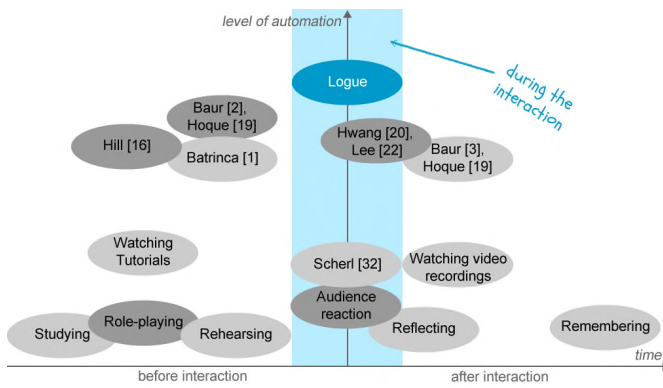 level of automation
during the
interaction
Logue
Baur [2],
Hoque [19]
Hill [16]
Batrinca [1]
Hwang [20],
Lee [22]
Baur [3],
Hoque [19]
Watching
Tutorials
Scherl [32]
Watching video
recordings
Audience
reaction
Studying
Role-playing
Rehearsing
Reflecting
Remembering
time
before interaction
after interaction